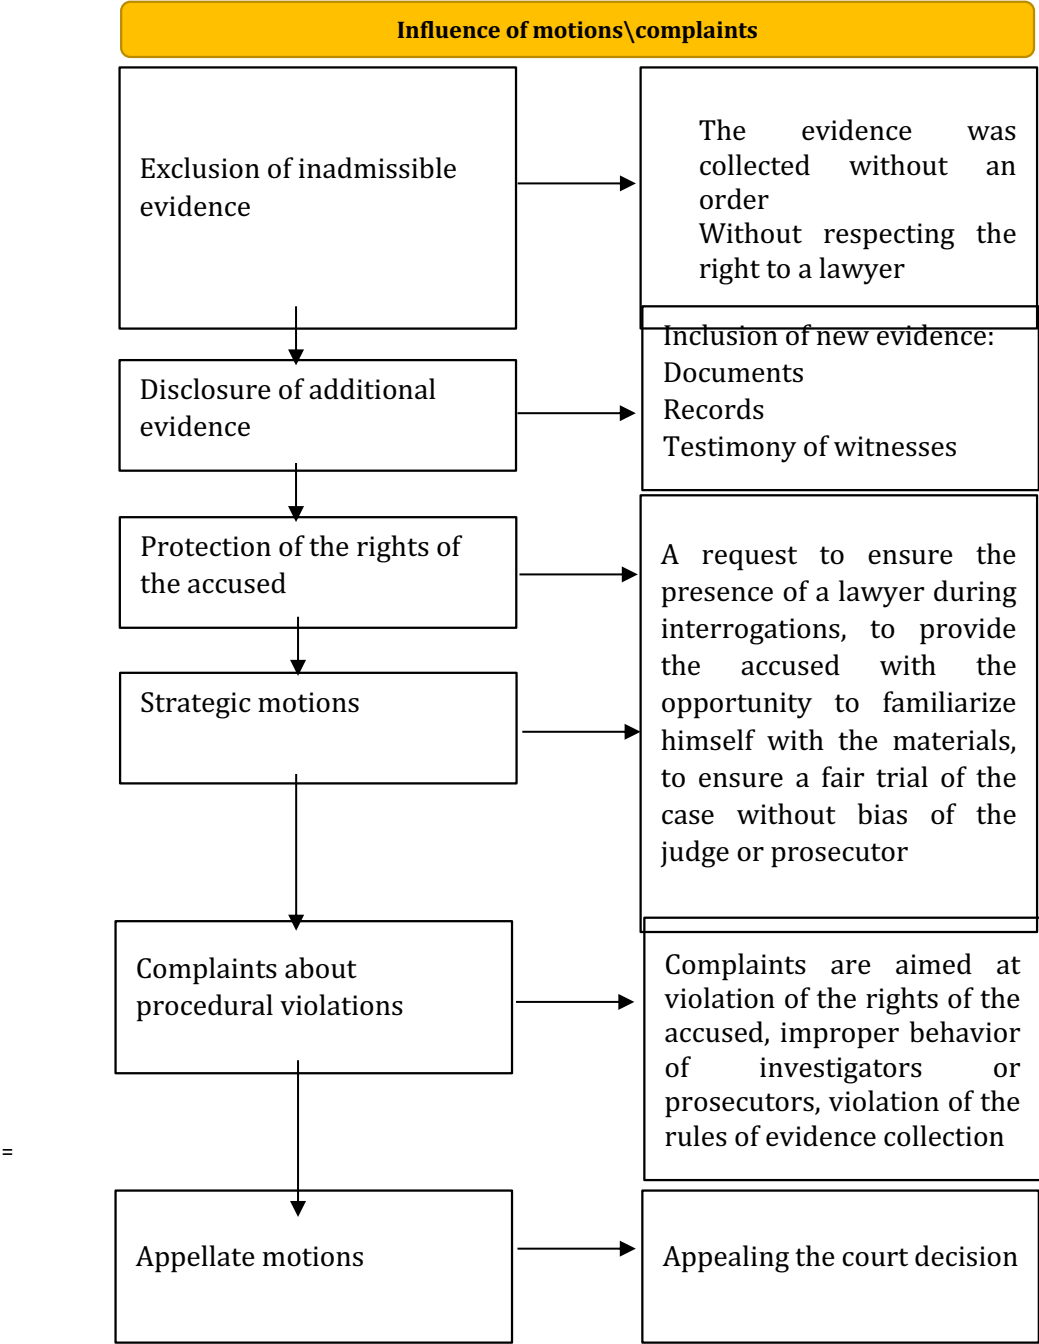 Influence of motions\complaints
Exclusion of inadmissible
evidence
The evidence was
collected without an
order
Without respecting the
right to a lawyer
Disclosure of additional
evidence
Inclusion of new evidence:
Documents
Records
Testimony of witnesses
Protection of the rights of
the accused
Strategic motions
A request to ensure the
presence of a lawyer during
interrogations, to provide
the accused with the
opportunity to familiarize
himself with the materials,
to ensure a fair trial of the
case without bias of the
judge or prosecutor
Complaints about
procedural violations
Complaints are aimed at
violation of the rights of the
accused, improper behavior
of investigators or
prosecutors, violation of the
rules of evidence collection
=
Appellate motions
Appealing the court decision